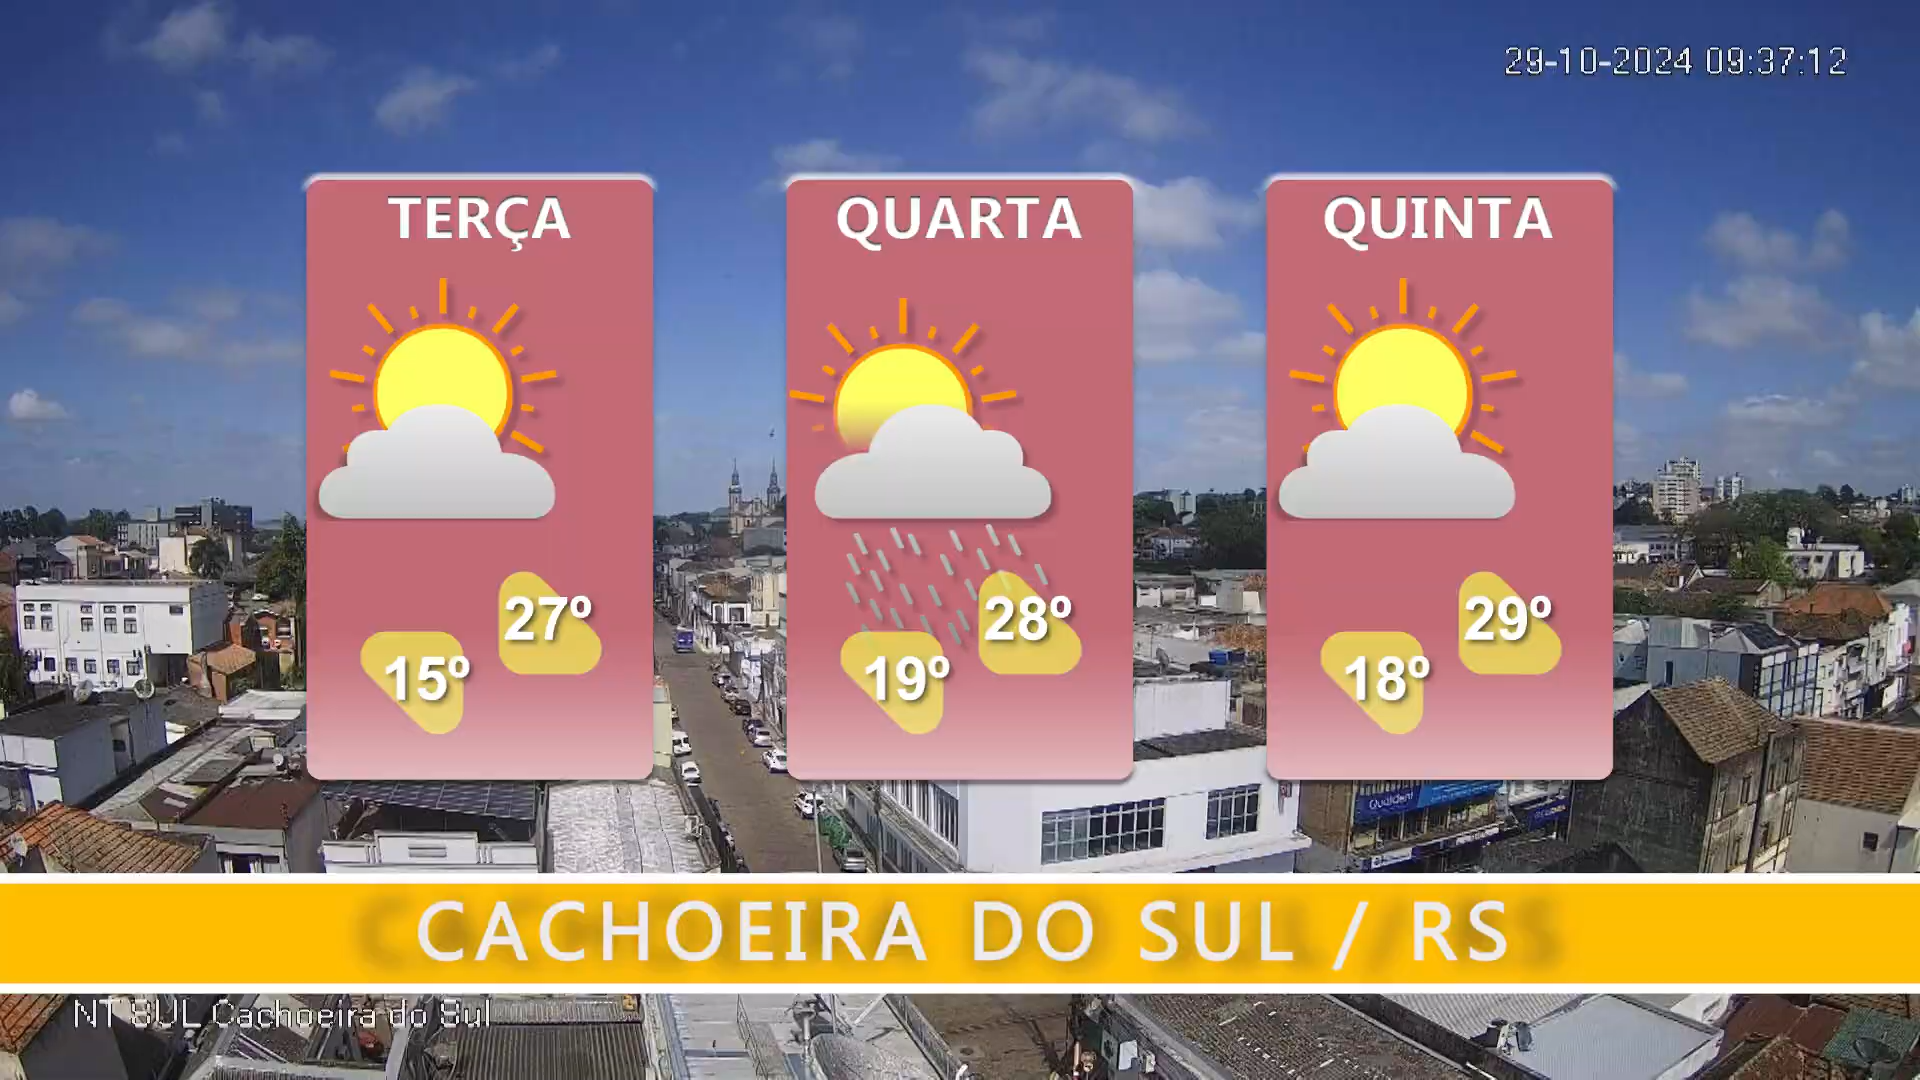 29-10-2024 09:37:12
TERÇA
QUARTA
QUINTA
27º
15º
28º
19º
29º
18º
Qualident
CACHOEIRA DO SUL / RS
NT SUL Cachoeira do Sul